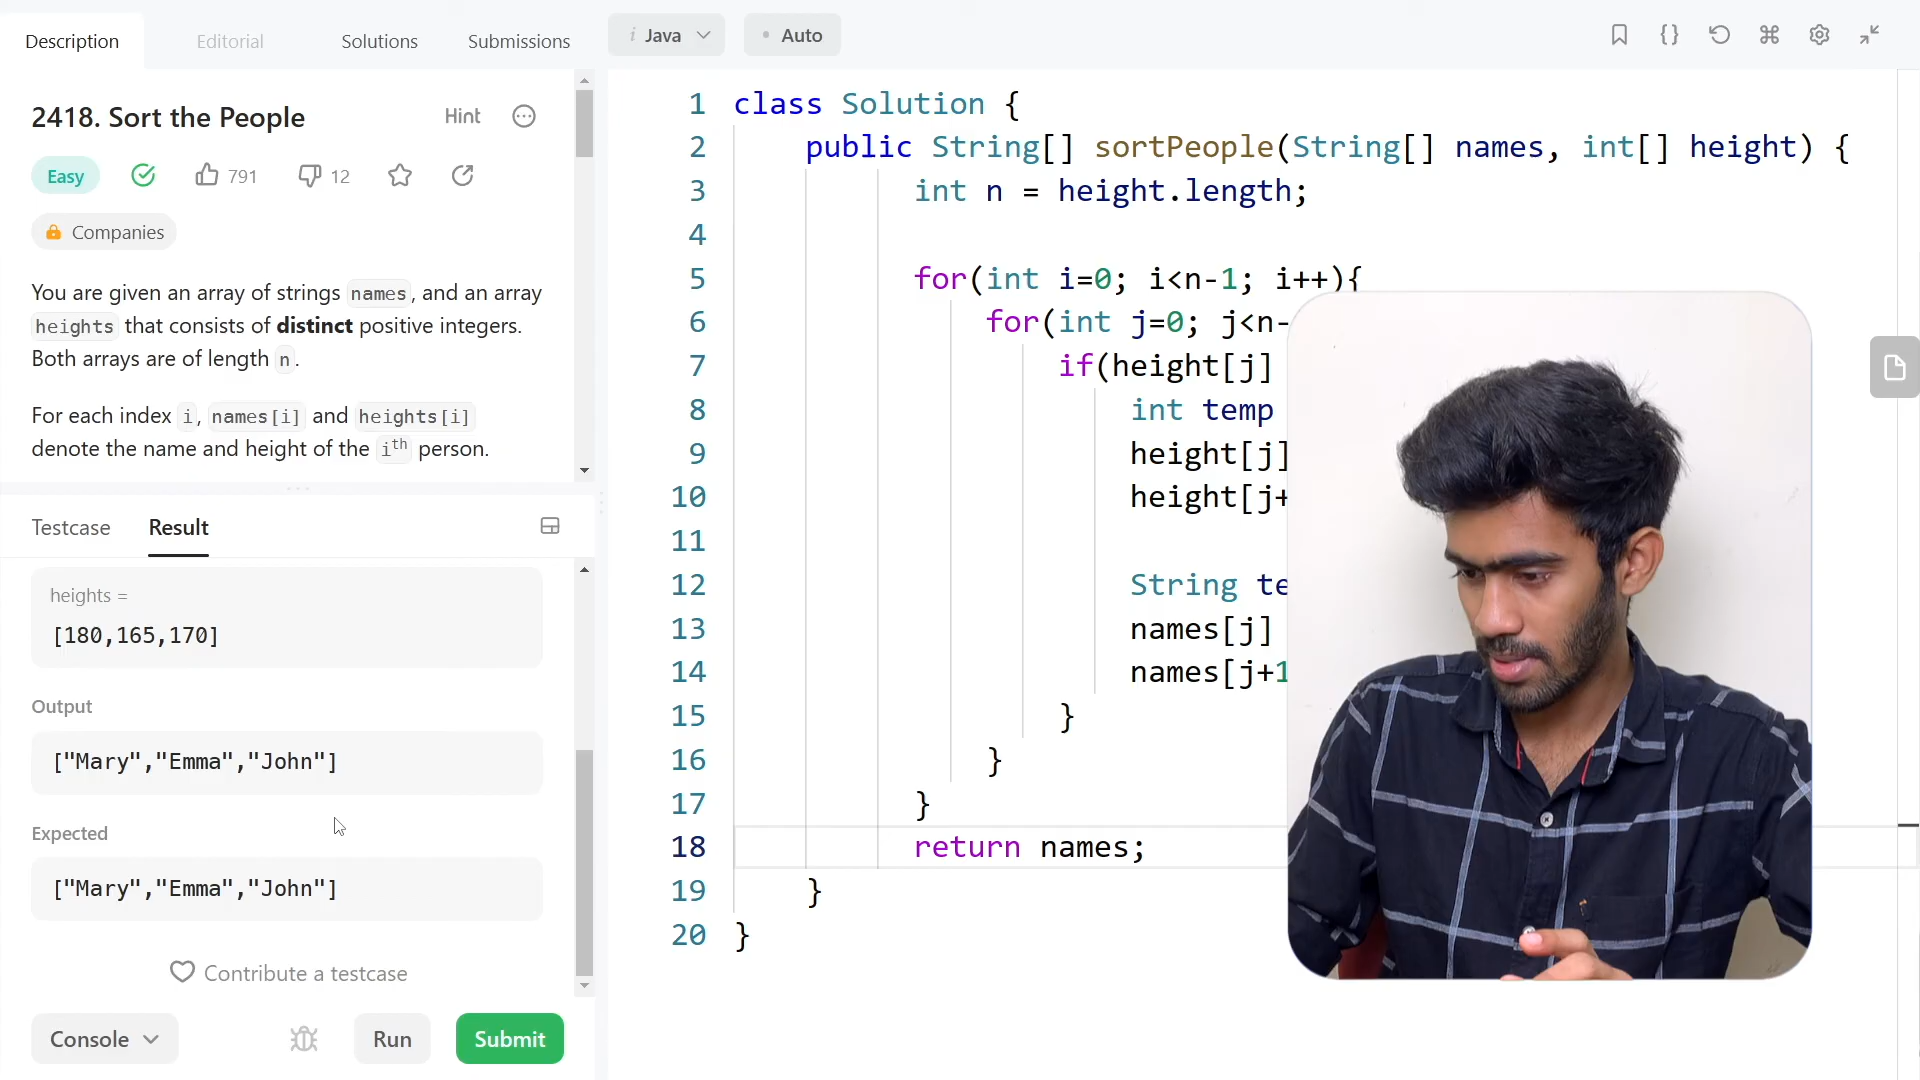 Description
Editorial
Solutions
Submissions
i Java
• Auto
2418. Sort the People
Hint
Easy
791
12
Companies
You are given an array of strings names, and an array
heights that consists of distinct positive integers.
Both arrays are of length n.
For each index i, names[i] and heights[i]
denote the name and height of the ith person.
Testcase
Result
heights =
[180,165,170]
Output
["Mary","Emma","John"]
Expected
["Mary","Emma","John"]
Contribute a testcase
Console
Run
Submit
1 class Solution {
2 public String[] sortPeople(String[] names, int[] height) {
3 int n = height.length;
4
5 for(int i=0; i<n-1; i++){
6 for(int j=0; j<n-
7 if(height[j]
8 int temp
9 height[j]
10 height[j+
11
12 String te
13 names[j]
14 names[j+1
15 }
16 }
17 }
18 return names;
19 }
20 }